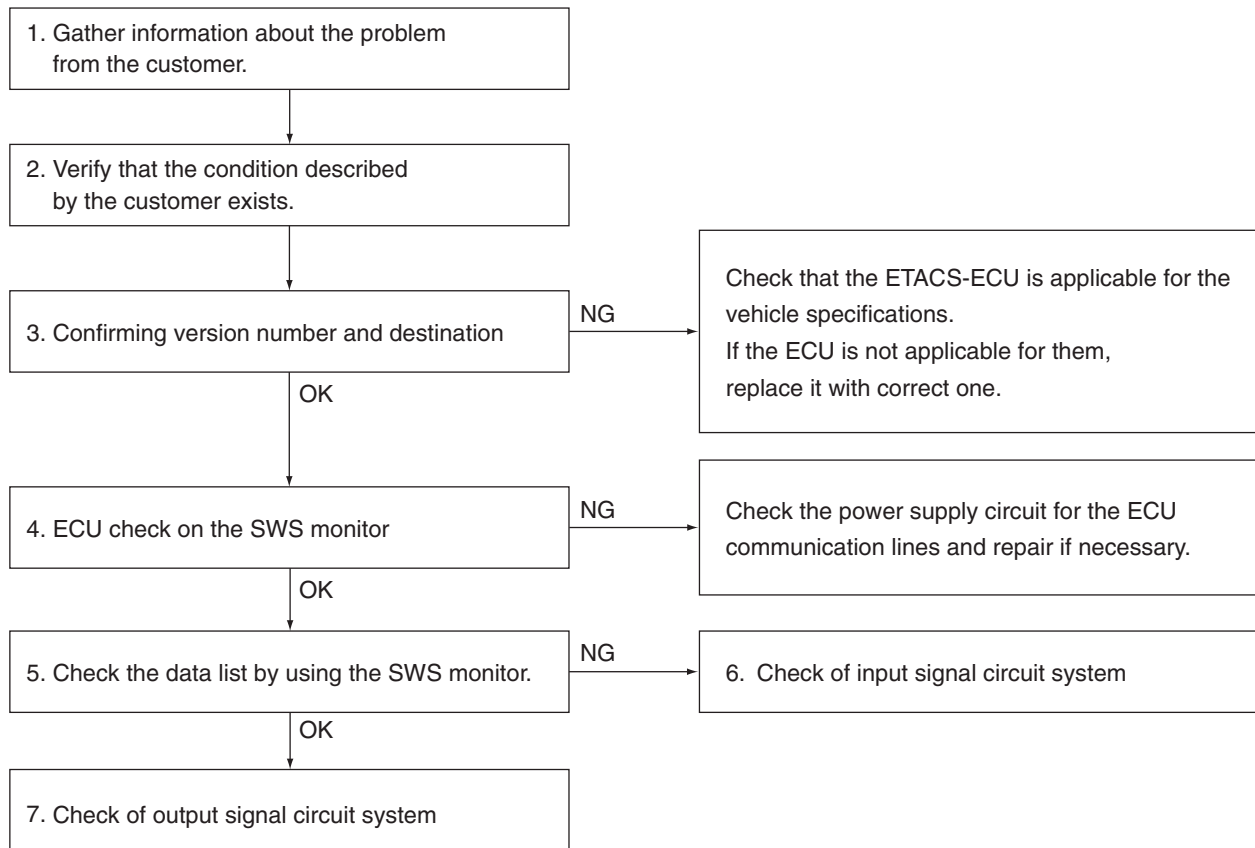 1. Gather information about the problem
from the customer.
2. Verify that the condition described
by the customer exists.
3. Confirming version number and destination
NG
Check that the ETACS-ECU is applicable for the
vehicle specifications.
If the ECU is not applicable for them,
replace it with correct one.
OK
4. ECU check on the SWS monitor
NG
Check the power supply circuit for the ECU
communication lines and repair if necessary.
OK
5. Check the data list by using the SWS monitor.
NG
6. Check of input signal circuit system
OK
7. Check of output signal circuit system